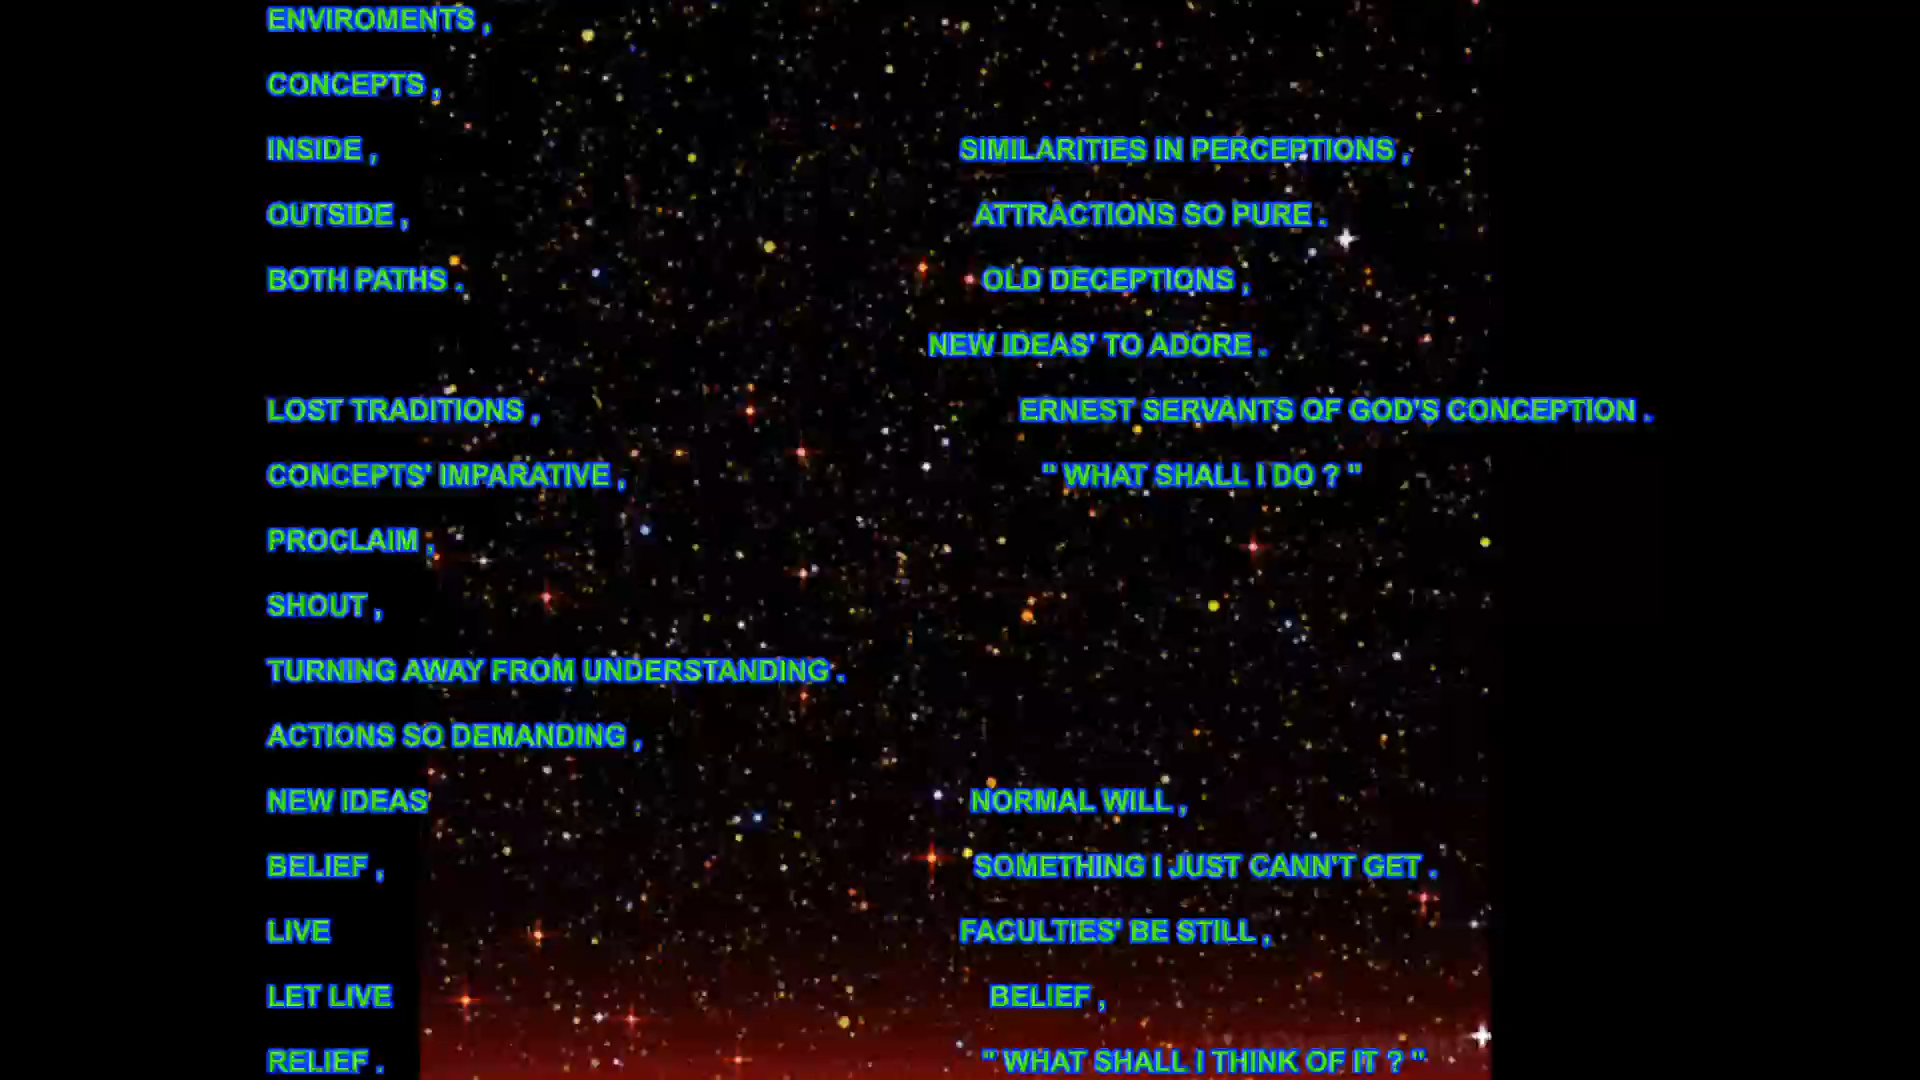 ENVIROMENTS ,
CONCEPTS ,
INSIDE ,
OUTSIDE ,
BOTH PATHS .
LOST TRADITIONS ,
CONCEPTS' IMPARATIVE ,
PROCLAIM ,
SHOUT ,
TURNING AWAY FROM UNDERSTANDING .
ACTIONS SO DEMANDING ,
NEW IDEAS'
BELIEF ,
LIVE
LET LIVE
RELIEF .
SIMILARITIES IN PERCEPTIONS ,
ATTRACTIONS SO PURE .
OLD DECEPTIONS ,
NEW IDEAS' TO ADORE .
ERNEST SERVANTS OF GOD'S CONCEPTION .
" WHAT SHALL I DO ? "
NORMAL WILL ,
SOMETHING I JUST CANN'T GET .
FACULTIES' BE STILL ,
BELIEF ,
" WHAT SHALL I THINK OF IT ? "